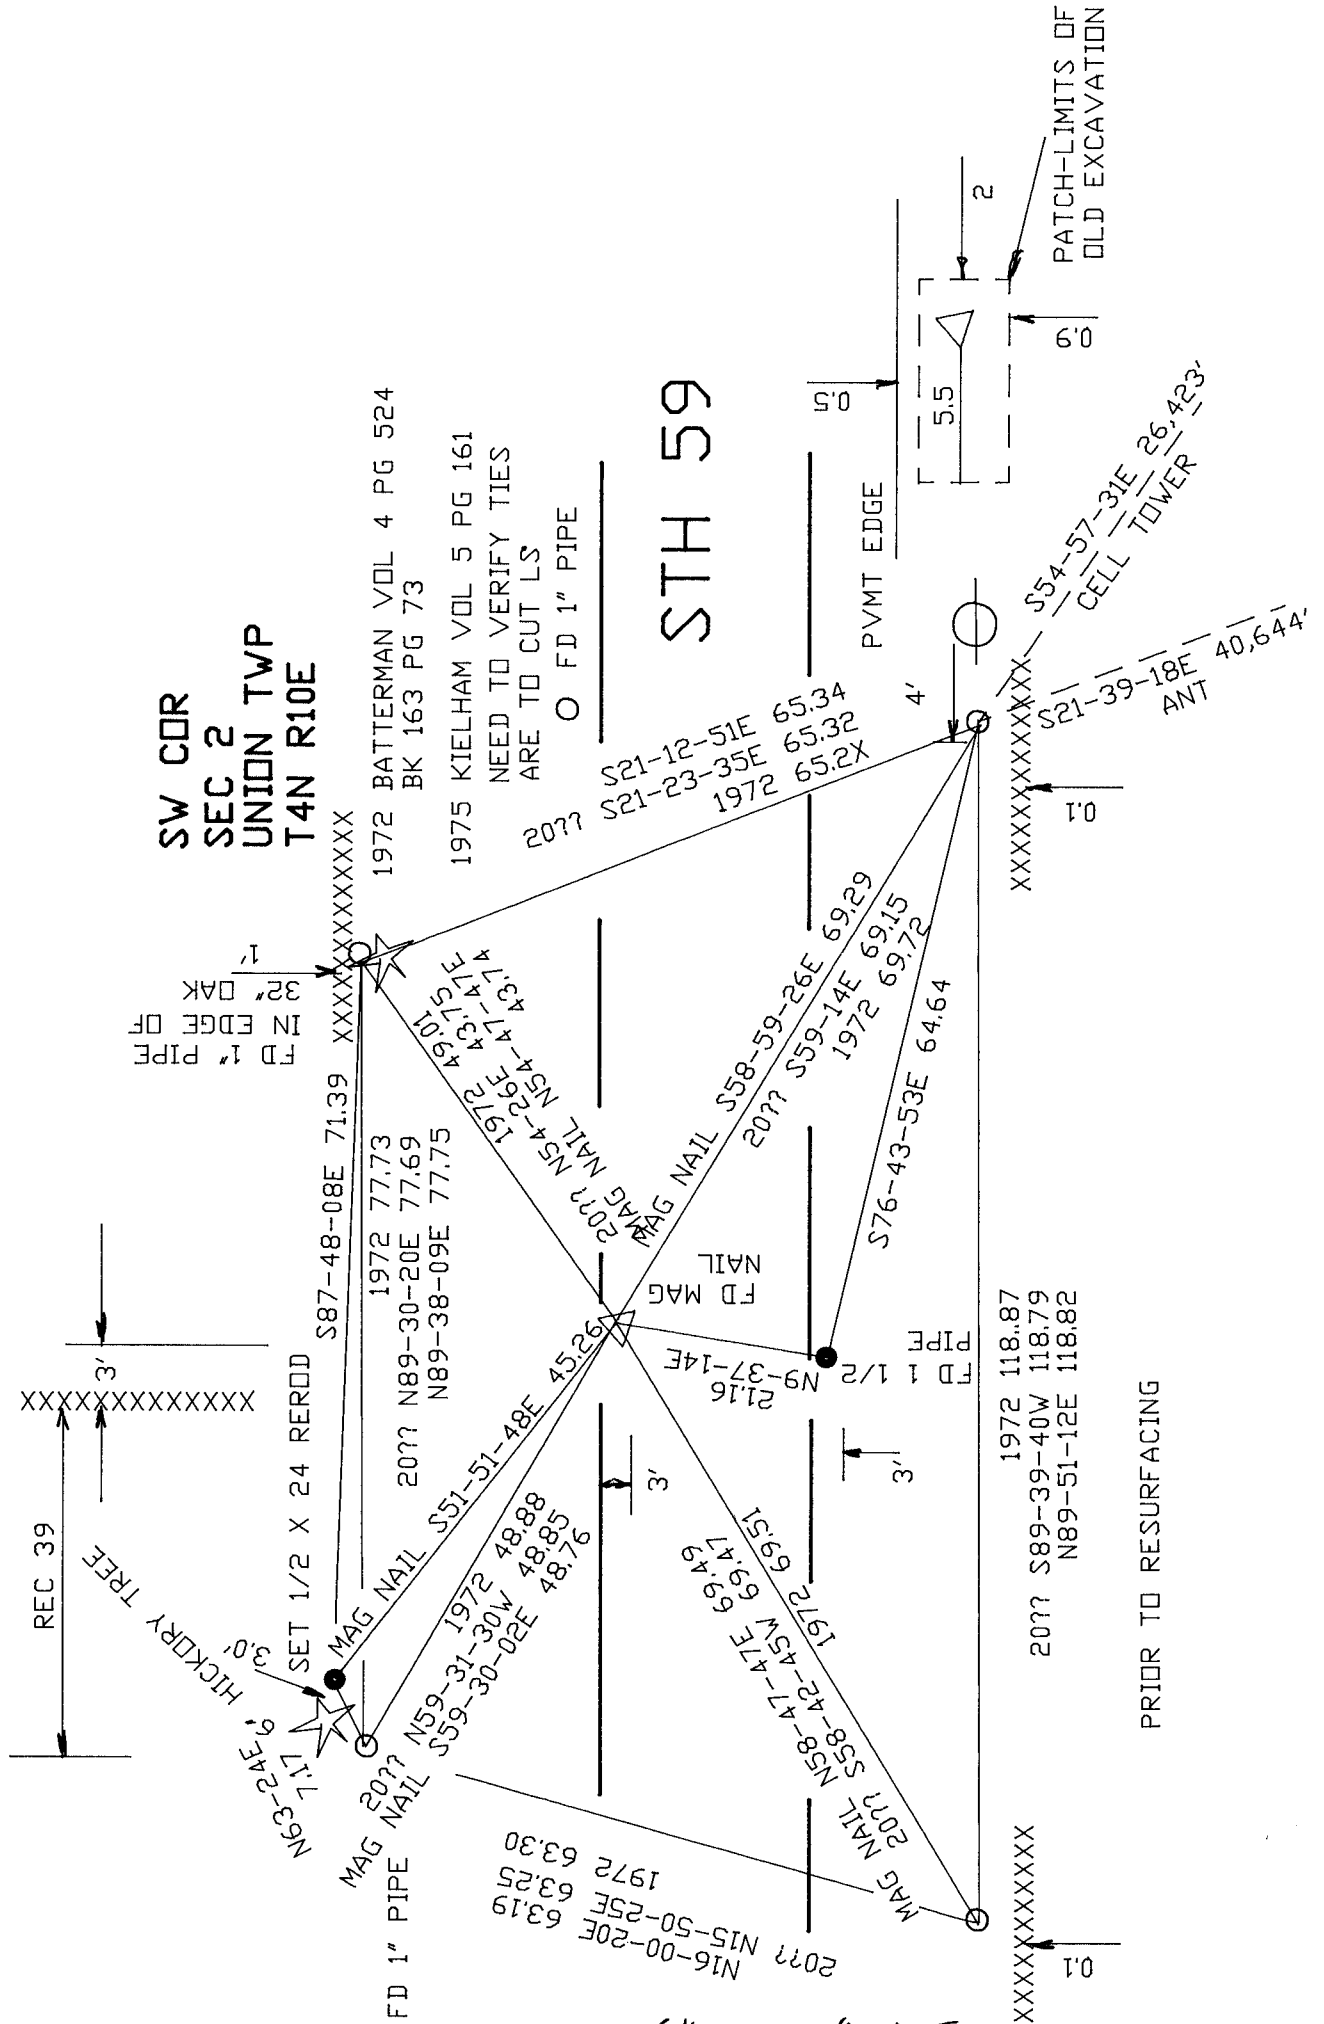 SW COR
SEC 2
UNION TWP
T4N R10E
1972 BATTERMAN VOL 4 PG 524
BK 163 PG 73
1975 KIELHAM VOL 5 PG 161
NEED TO VERIFY TIES
ARE TO CUT LS
FD 1" PIPE
STH 59
REC 39
3'
HICKORY TREE
6"
3.0'
N63-24E
7.17
SET 1/2 X 24 REROD
S87-48-08E 71.39
1972 77.73
20?? N89-30-20E 77.69
N89-38-09E 77.75
FD 1" PIPE
IN EDGE OF
32" OAK
1'
MAG NAIL S51-51-48E 45.26
1972 48.88
20?? N59-31-30W 48.85
MAG NAIL S59-30-02E 48.76
FD 1" PIPE
1972 49.01
20?? N54-26E 43.75
MAG NAIL N54-47-47E 43.74
20?? S21-12-51E 65.34
S21-23-35E 65.32
1972 65.2X
MAG NAIL S58-59-26E 69.29
20?? S59-14E 69.15
1972 69.72
S76-43-53E 64.64
FD MAG
NAIL
N9-37-14E
21.16
FD 1 1/2
PIPE
3'
3'
N16-00-20E 63.19
20?? N15-50-25E 63.25
1972 63.30
MAG NAIL N58-47-47E 69.49
20?? S58-42-45W 69.47
1972 69.51
1972 118.87
20?? S89-39-40W 118.79
N89-51-12E 118.82
0.1
0.1
4'
PVMT EDGE
0.5
5.5
2
0.9
PATCH-LIMITS OF
OLD EXCAVATION
S54-57-31E 26,423'
CELL TOWER
S21-39-18E 40,644'
ANT
PRIOR TO RESURFACING